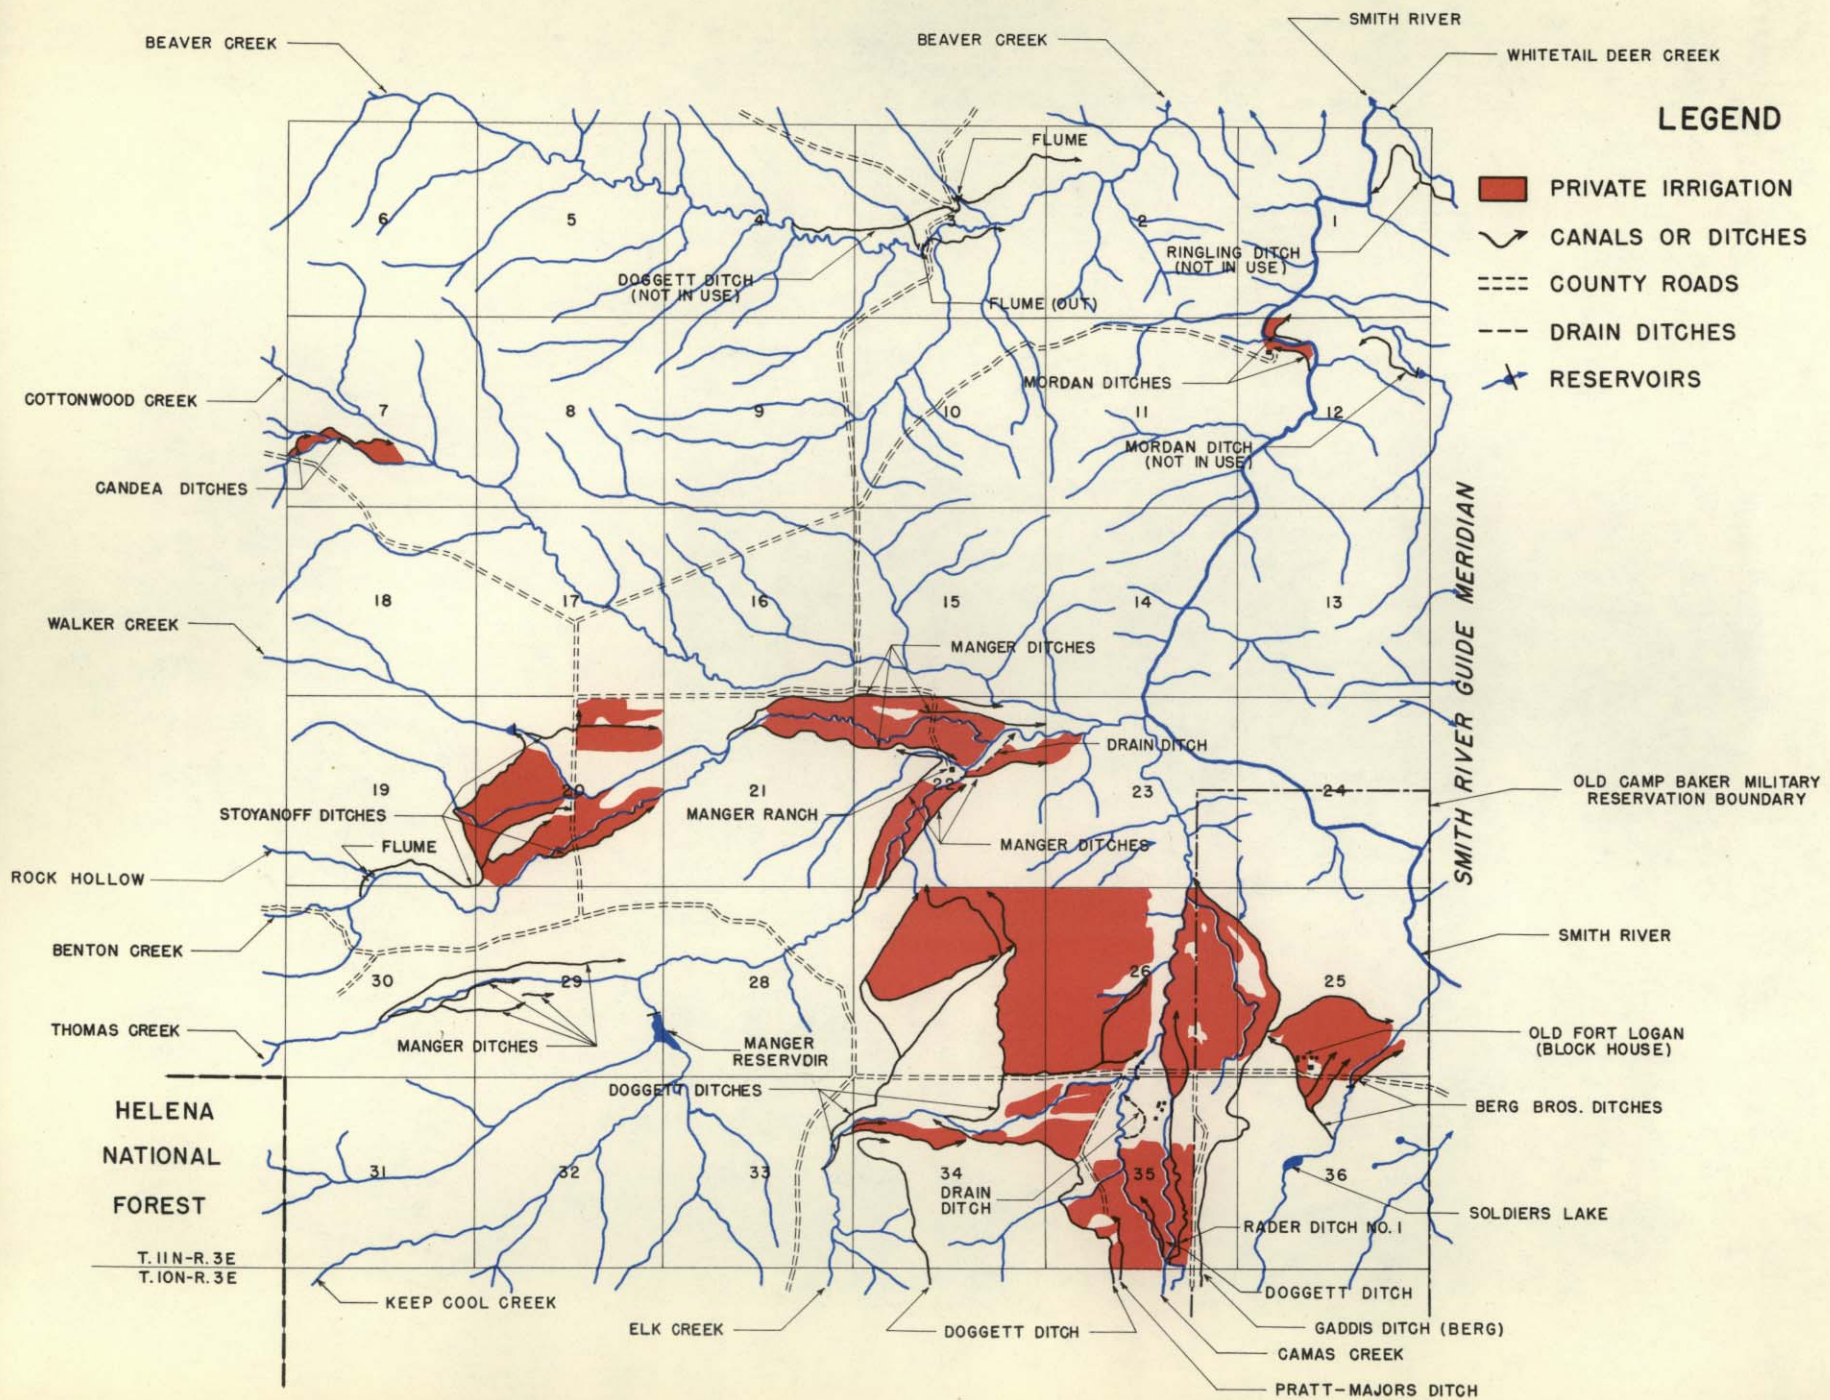 SMITH RIVER
BEAVER CREEK
BEAVER CREEK
WHITETAIL DEER CREEK
LEGEND
PRIVATE IRRIGATION
CANALS OR DITCHES
COUNTY ROADS
DRAIN DITCHES
RESERVOIRS
FLUME
6
5
4
3
2
1
RINGLING DITCH
(NOT IN USE)
DOGGETT DITCH
(NOT IN USE)
FLUME (OUT)
MORDAN DITCHES
COTTONWOOD CREEK
7
8
9
10
11
12
MORDAN DITCH
(NOT IN USE)
CANDEA DITCHES
SMITH RIVER GUIDE MERIDIAN
18
17
16
15
14
13
WALKER CREEK
MANGER DITCHES
DRAIN DITCH
19
20
21
22
23
24
OLD CAMP BAKER MILITARY
RESERVATION BOUNDARY
STOYANOFF DITCHES
MANGER RANCH
FLUME
MANGER DITCHES
ROCK HOLLOW
BENTON CREEK
SMITH RIVER
30
29
28
26
25
THOMAS CREEK
MANGER DITCHES
MANGER
RESERVOIR
OLD FORT LOGAN
(BLOCK HOUSE)
DOGGETT DITCHES
BERG BROS. DITCHES
HELENA
NATIONAL
FOREST
31
32
33
34
35
36
DRAIN
DITCH
SOLDIERS LAKE
RADER DITCH NO. 1
T. 11N-R. 3E
T. 10N-R. 3E
KEEP COOL CREEK
DOGGETT DITCH
ELK CREEK
DOGGETT DITCH
GADDIS DITCH (BERG)
CAMAS CREEK
PRATT-MAJORS DITCH